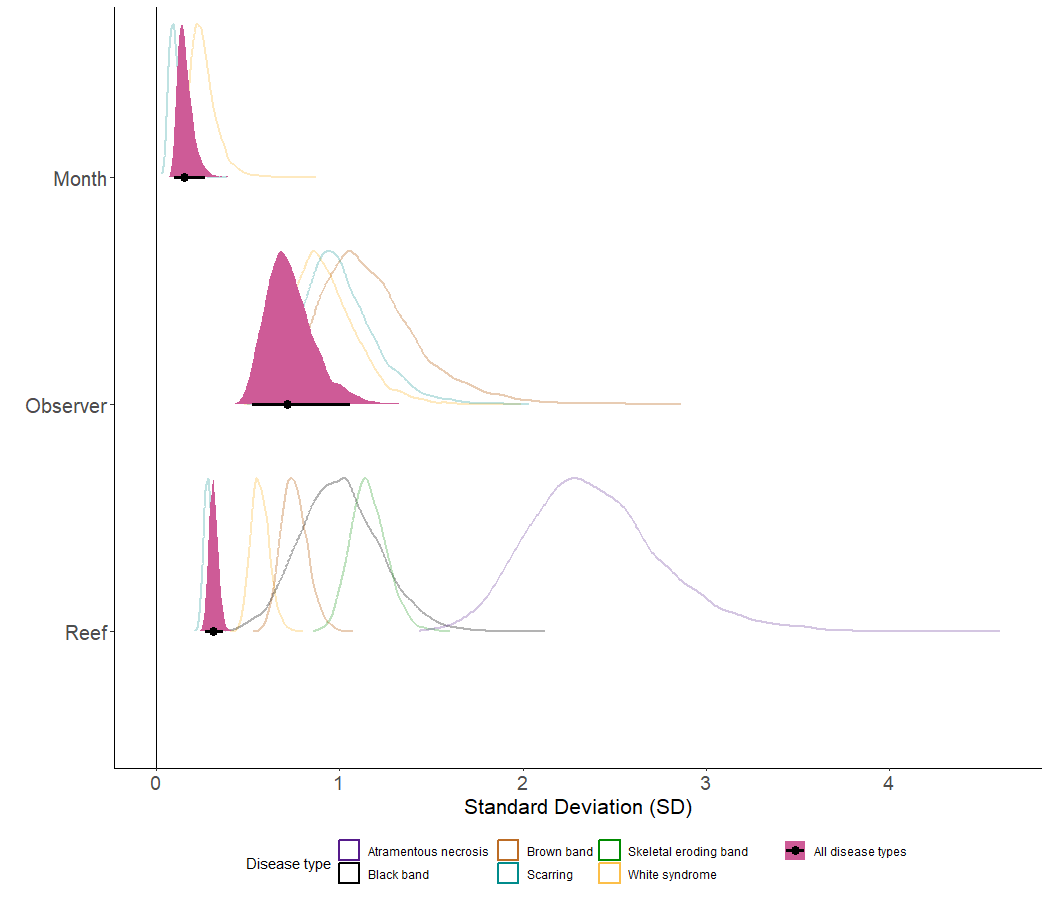 Month
Observer
Reef
0 1 2 3 4
Standard Deviation (SD)
Disease type
Atramentous necrosis Brown band Skeletal eroding band All disease types
Black band Scarring White syndrome